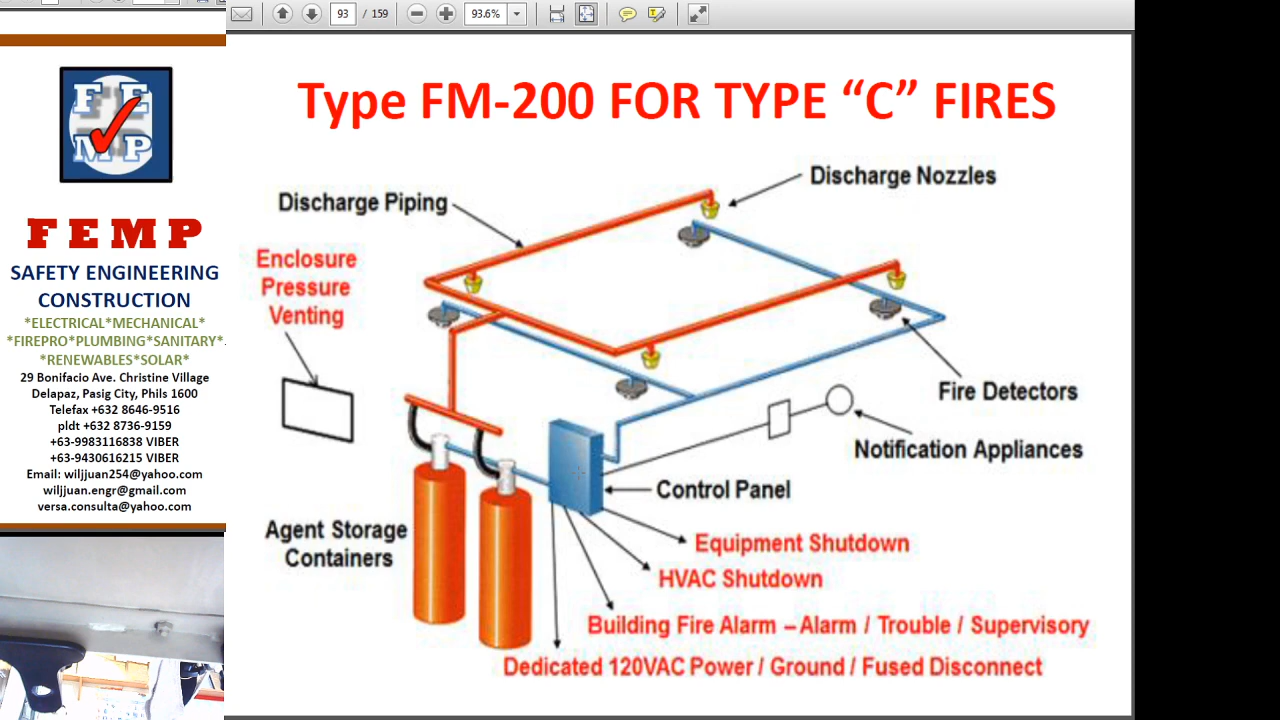 93 / 159
93.6%
Type FM-200 FOR TYPE “C” FIRES
F E
M P
F E M P
SAFETY ENGINEERING
CONSTRUCTION
*ELECTRICAL*MECHANICAL*
*FIREPRO*PLUMBING*SANITARY*
*RENEWABLES*SOLAR*
29 Bonifacio Ave. Christine Village
Delapaz, Pasig City, Phils 1600
Telefax +632 8646-9516
pldt +632 8736-9159
+63-9983116838 VIBER
+63-9430616215 VIBER
Email: wiljjuan254@yahoo.com
wiljjuan.engr@gmail.com
versa.consulta@yahoo.com
Discharge Nozzles
Discharge Piping
Enclosure
Pressure
Venting
Fire Detectors
Notification Appliances
Control Panel
Agent Storage
Containers
Equipment Shutdown
HVAC Shutdown
Building Fire Alarm – Alarm / Trouble / Supervisory
Dedicated 120VAC Power / Ground / Fused Disconnect